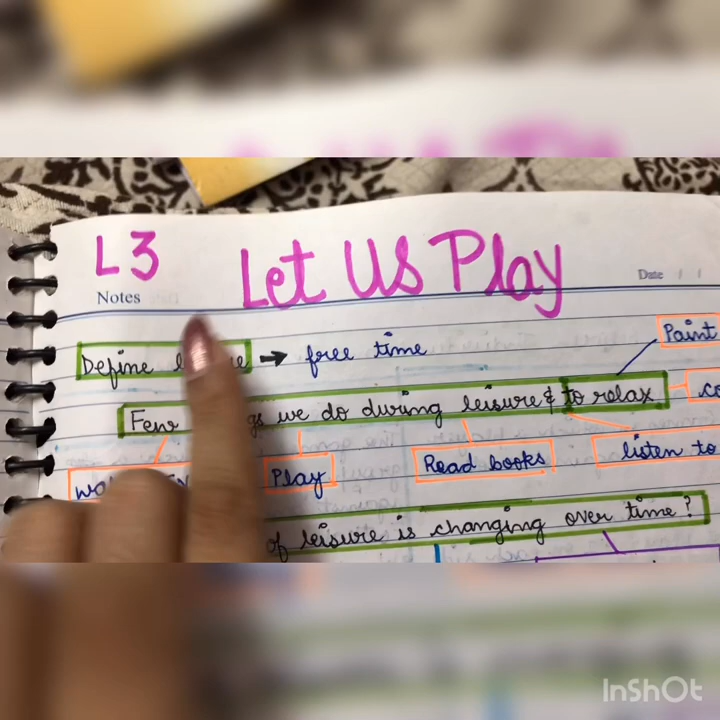 L3 Let Us Play
Notes
Date / /
Define → free time
Paint
Few we do during leisure & to relax
Play
Read books
listen to
of leisure is changing over time?
InShOt